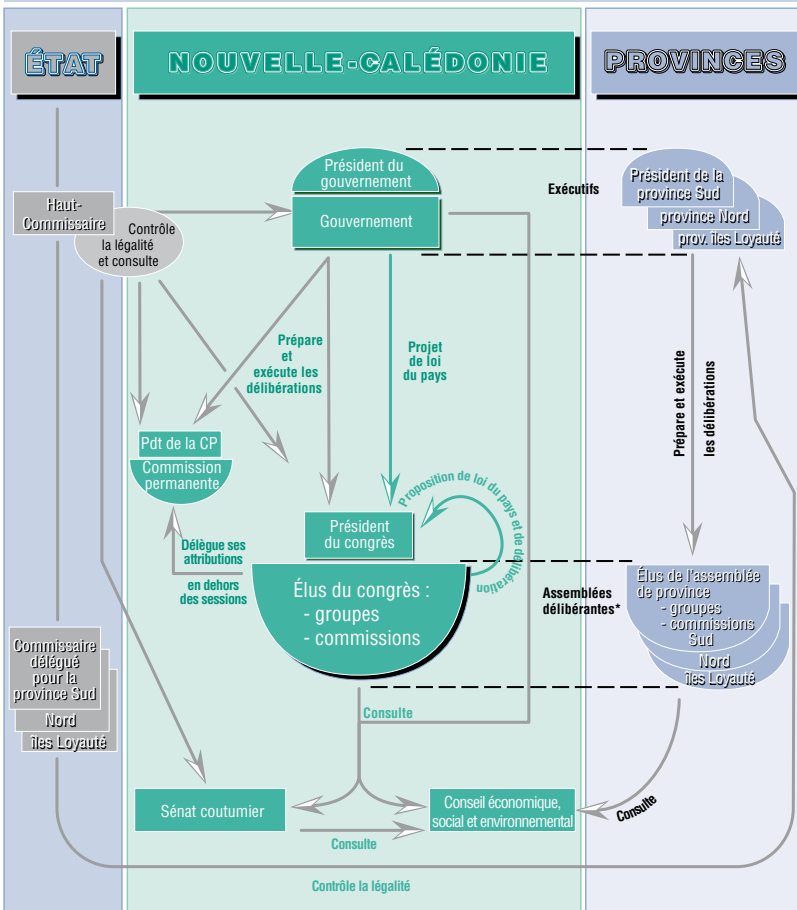 ÉTAT
NOUVELLE-CALÉDONIE
PROVINCES
Président du
gouvernement
Gouvernement
Exécutifs
Président de la
province Sud
province Nord
prov. îles Loyauté
Haut-
Commissaire
Contrôle
la légalité
et consulte
Prépare
et
exécute les
délibérations
Projet
de loi
du pays
Prépare et exécute
les délibérations
Pdt de la CP
Commission
permanente
Proposition de loi du pays et de délibération
Président
du congrès
Délègue ses
attributions
en dehors
des sessions
Élus du congrès :
- groupes
- commissions
Assemblées
délibérantes*
Élus de l'assemblée
de province
- groupes
- commissions
Sud
Nord
îles Loyauté
Commissaire
délégué
pour la
province Sud
Nord
îles Loyauté
Consulte
Sénat coutumier
Conseil économique,
social et environnemental
Consulte
Consulte
Contrôle la légalité